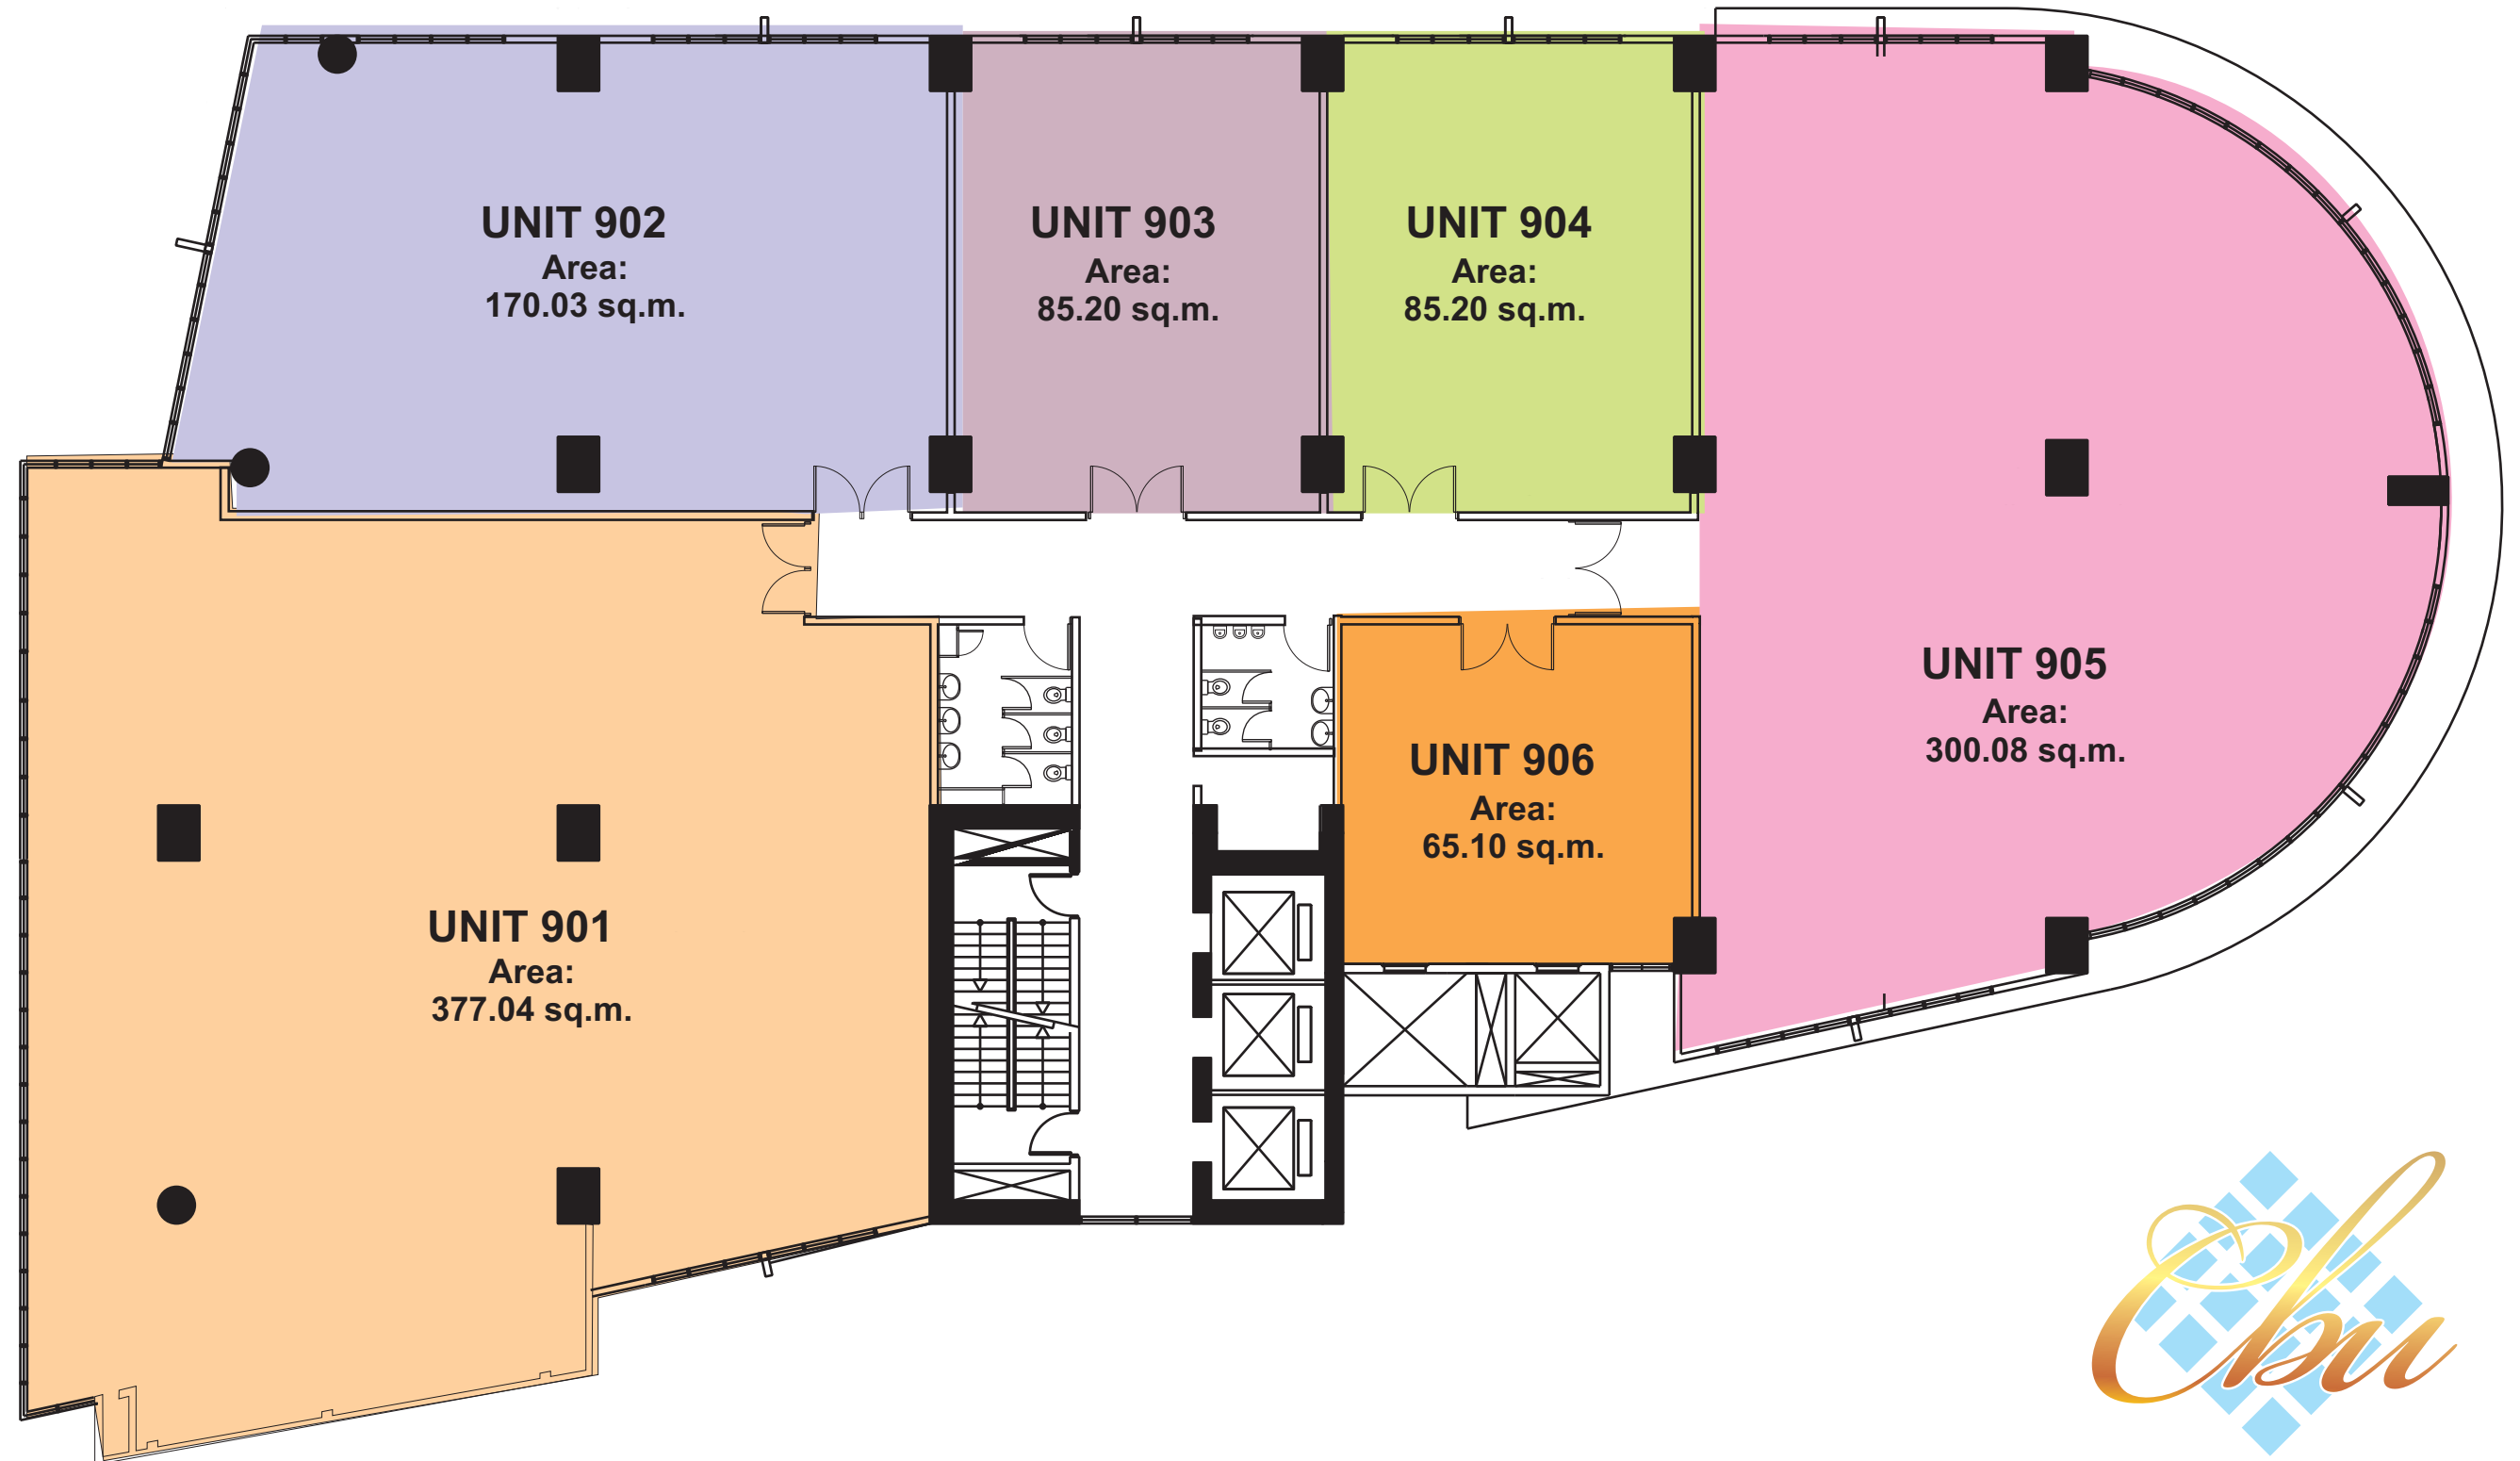 UNIT 902
Area:
170.03 sq.m.
UNIT 903
Area:
85.20 sq.m.
UNIT 904
Area:
85.20 sq.m.
UNIT 905
Area:
300.08 sq.m.
UNIT 906
Area:
65.10 sq.m.
UNIT 901
Area:
377.04 sq.m.